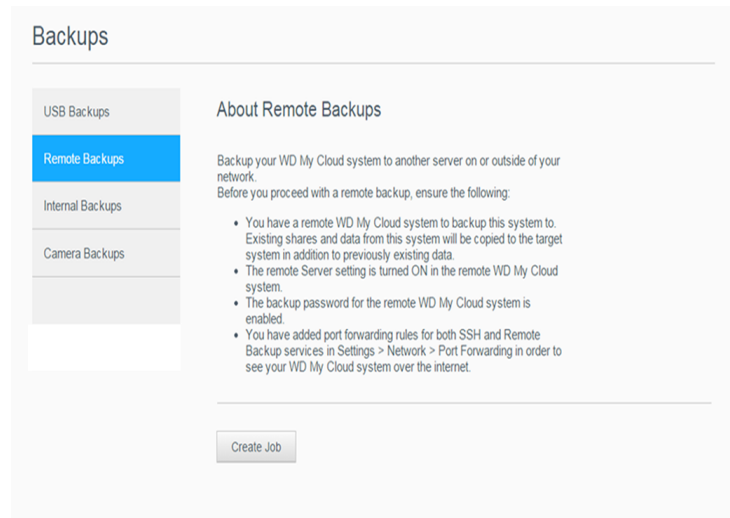 Backups
USB Backups
Remote Backups
Internal Backups
Camera Backups
About Remote Backups
Backup your WD My Cloud system to another server on or outside of your
network.
Before you proceed with a remote backup, ensure the following:
• You have a remote WD My Cloud system to backup this system to.
Existing shares and data from this system will be copied to the target
system in addition to previously existing data.
• The remote Server setting is turned ON in the remote WD My Cloud
system.
• The backup password for the remote WD My Cloud system is
enabled.
• You have added port forwarding rules for both SSH and Remote
Backup services in Settings > Network > Port Forwarding in order to
see your WD My Cloud system over the internet.
Create Job